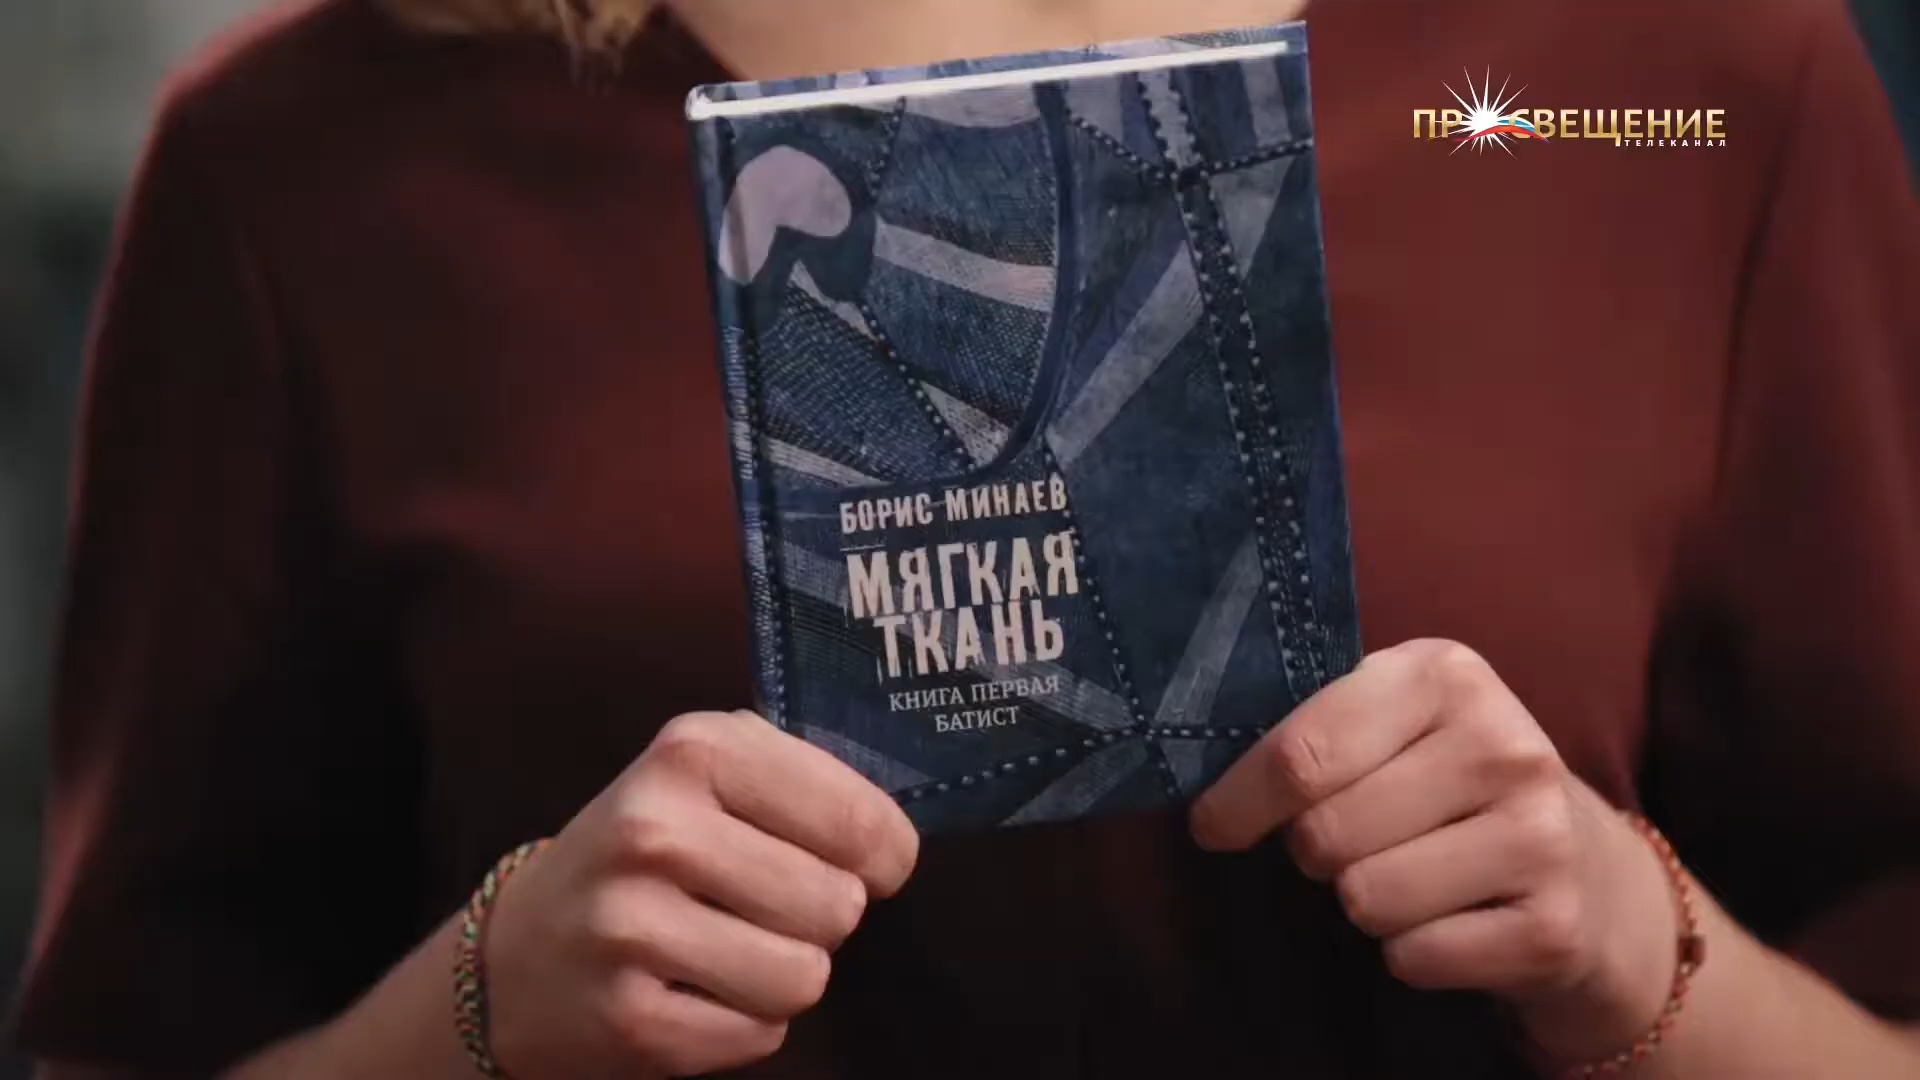 ПРОСВЕЩЕНИЕ
ТЕЛЕКАНАЛ
БОРИС МИНАЕВ
МЯГКАЯ
ТКАНЬ
КНИГА ПЕРВАЯ
БАТИСТ